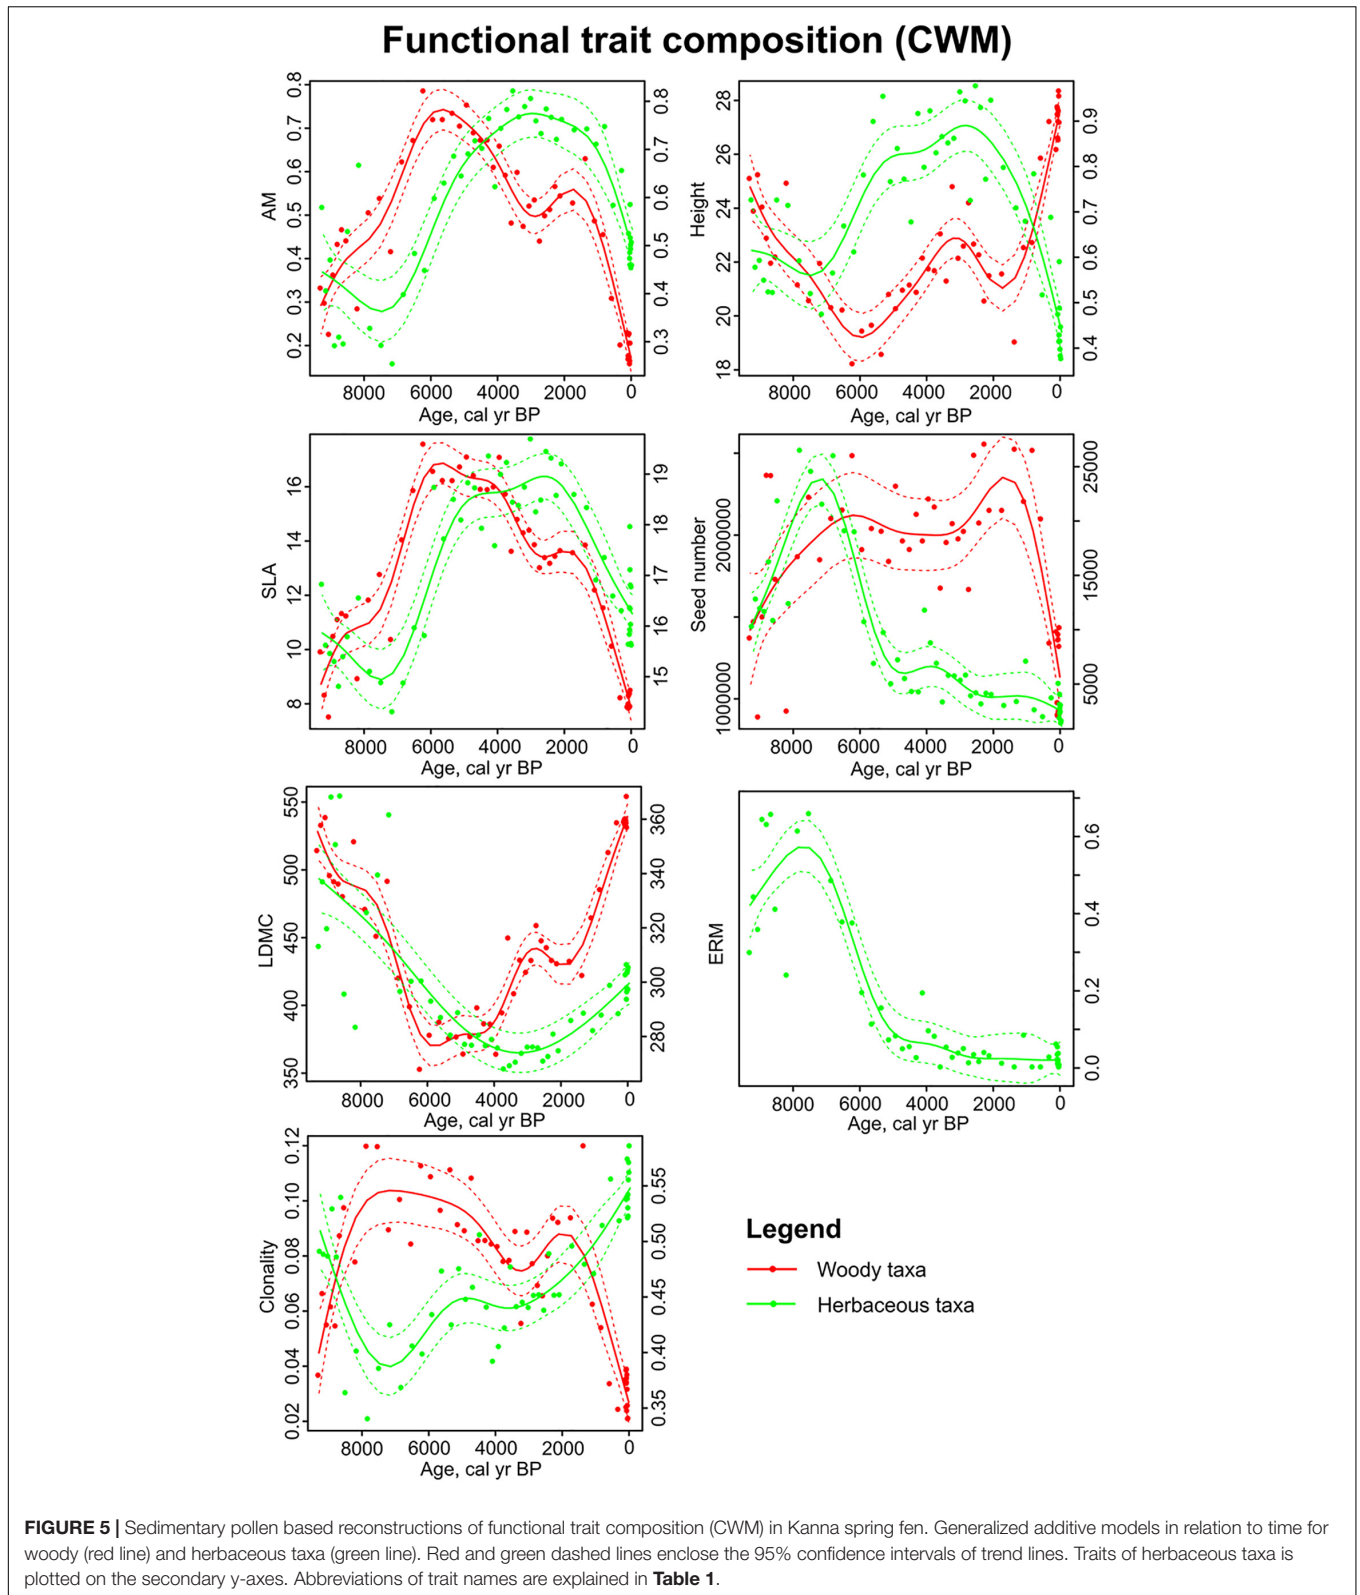 Functional trait composition (CWM)
0.2 0.3 0.4 0.5 0.6 0.7 0.8
AM
0.3 0.4 0.5 0.6 0.7 0.8
8000 6000 4000 2000 0
Age, cal yr BP
18 20 22 24 26 28
Height
0.4 0.5 0.6 0.7 0.8 0.9
8000 6000 4000 2000 0
Age, cal yr BP
8 10 12 14 16
SLA
15 16 17 18 19
8000 6000 4000 2000 0
Age, cal yr BP
1000000 2000000
Seed number
5000 15000 25000
8000 6000 4000 2000 0
Age, cal yr BP
350 400 450 500 550
LDMC
280 300 320 340 360
8000 6000 4000 2000 0
Age, cal yr BP
ERM
0.0 0.2 0.4 0.6
8000 6000 4000 2000 0
Age, cal yr BP
0.02 0.04 0.06 0.08 0.10 0.12
Clonality
0.35 0.40 0.45 0.50 0.55
8000 6000 4000 2000 0
Age, cal yr BP
Legend
Woody taxa
Herbaceous taxa
FIGURE 5 | Sedimentary pollen based reconstructions of functional trait composition (CWM) in Kanna spring fen. Generalized additive models in relation to time for
woody (red line) and herbaceous taxa (green line). Red and green dashed lines enclose the 95% confidence intervals of trend lines. Traits of herbaceous taxa is
plotted on the secondary y-axes. Abbreviations of trait names are explained in Table 1.